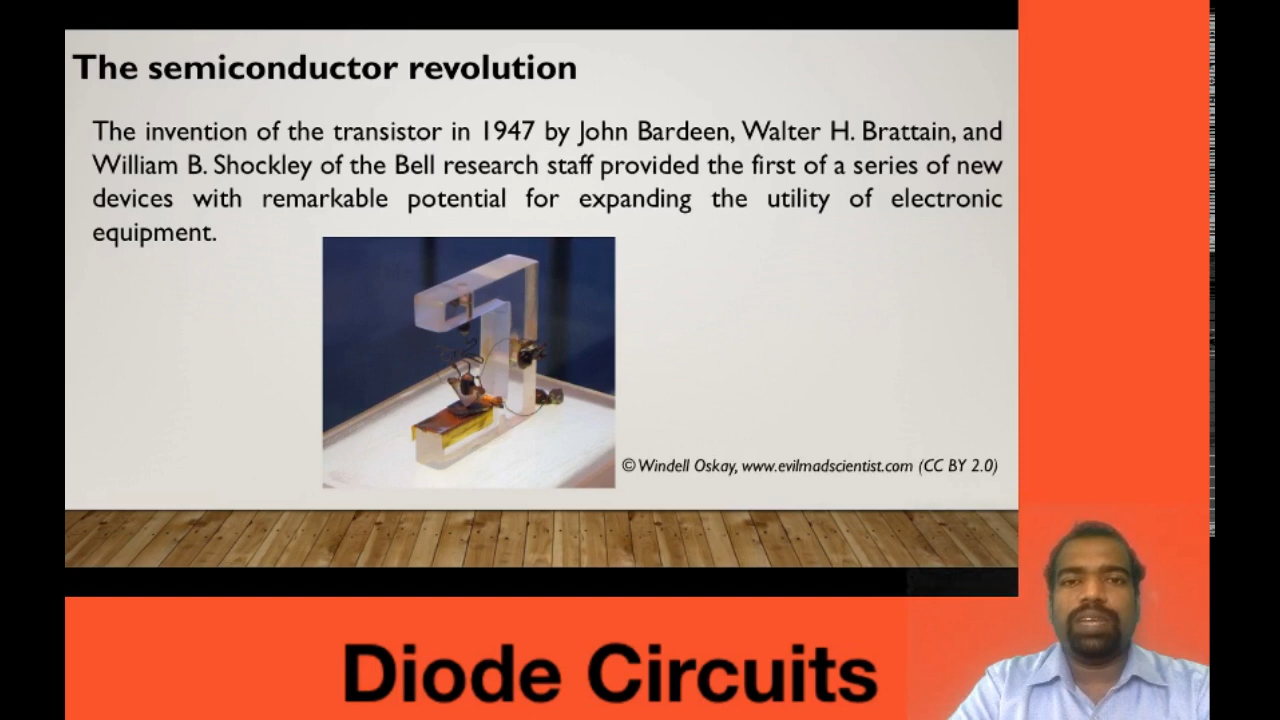 The semiconductor revolution
The invention of the transistor in 1947 by John Bardeen, Walter H. Brattain, and
William B. Shockley of the Bell research staff provided the first of a series of new
devices with remarkable potential for expanding the utility of electronic
equipment.
© Windell Oskay, www.evilmadscientist.com (CC BY 2.0)
Diode Circuits